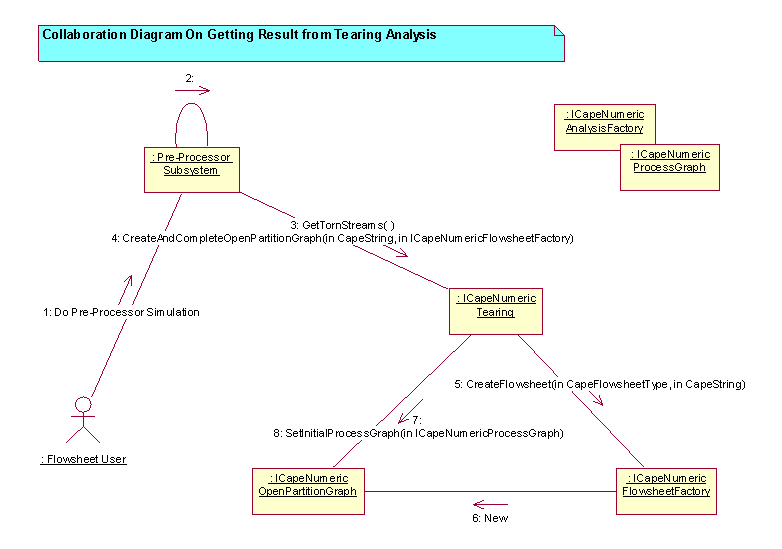 Collaboration Diagram On Getting Result from Tearing Analysis
2:
: ICapeNumeric
AnalysisFactory
: ICapeNumeric
ProcessGraph
: Pre-Processor
Subsystem
3: GetTornStreams( )
4: CreateAndCompleteOpenPartitionGraph(in CapeString, in ICapeNumericFlowsheetFactory)
: ICapeNumeric
Tearing
1: Do Pre-Processor Simulation
5: CreateFlowsheet(in CapeFlowsheetType, in CapeString)
7:
8: SetInitialProcessGraph(in ICapeNumericProcessGraph)
: Flowsheet User
: ICapeNumeric
OpenPartitionGraph
: ICapeNumeric
FlowsheetFactory
6: New